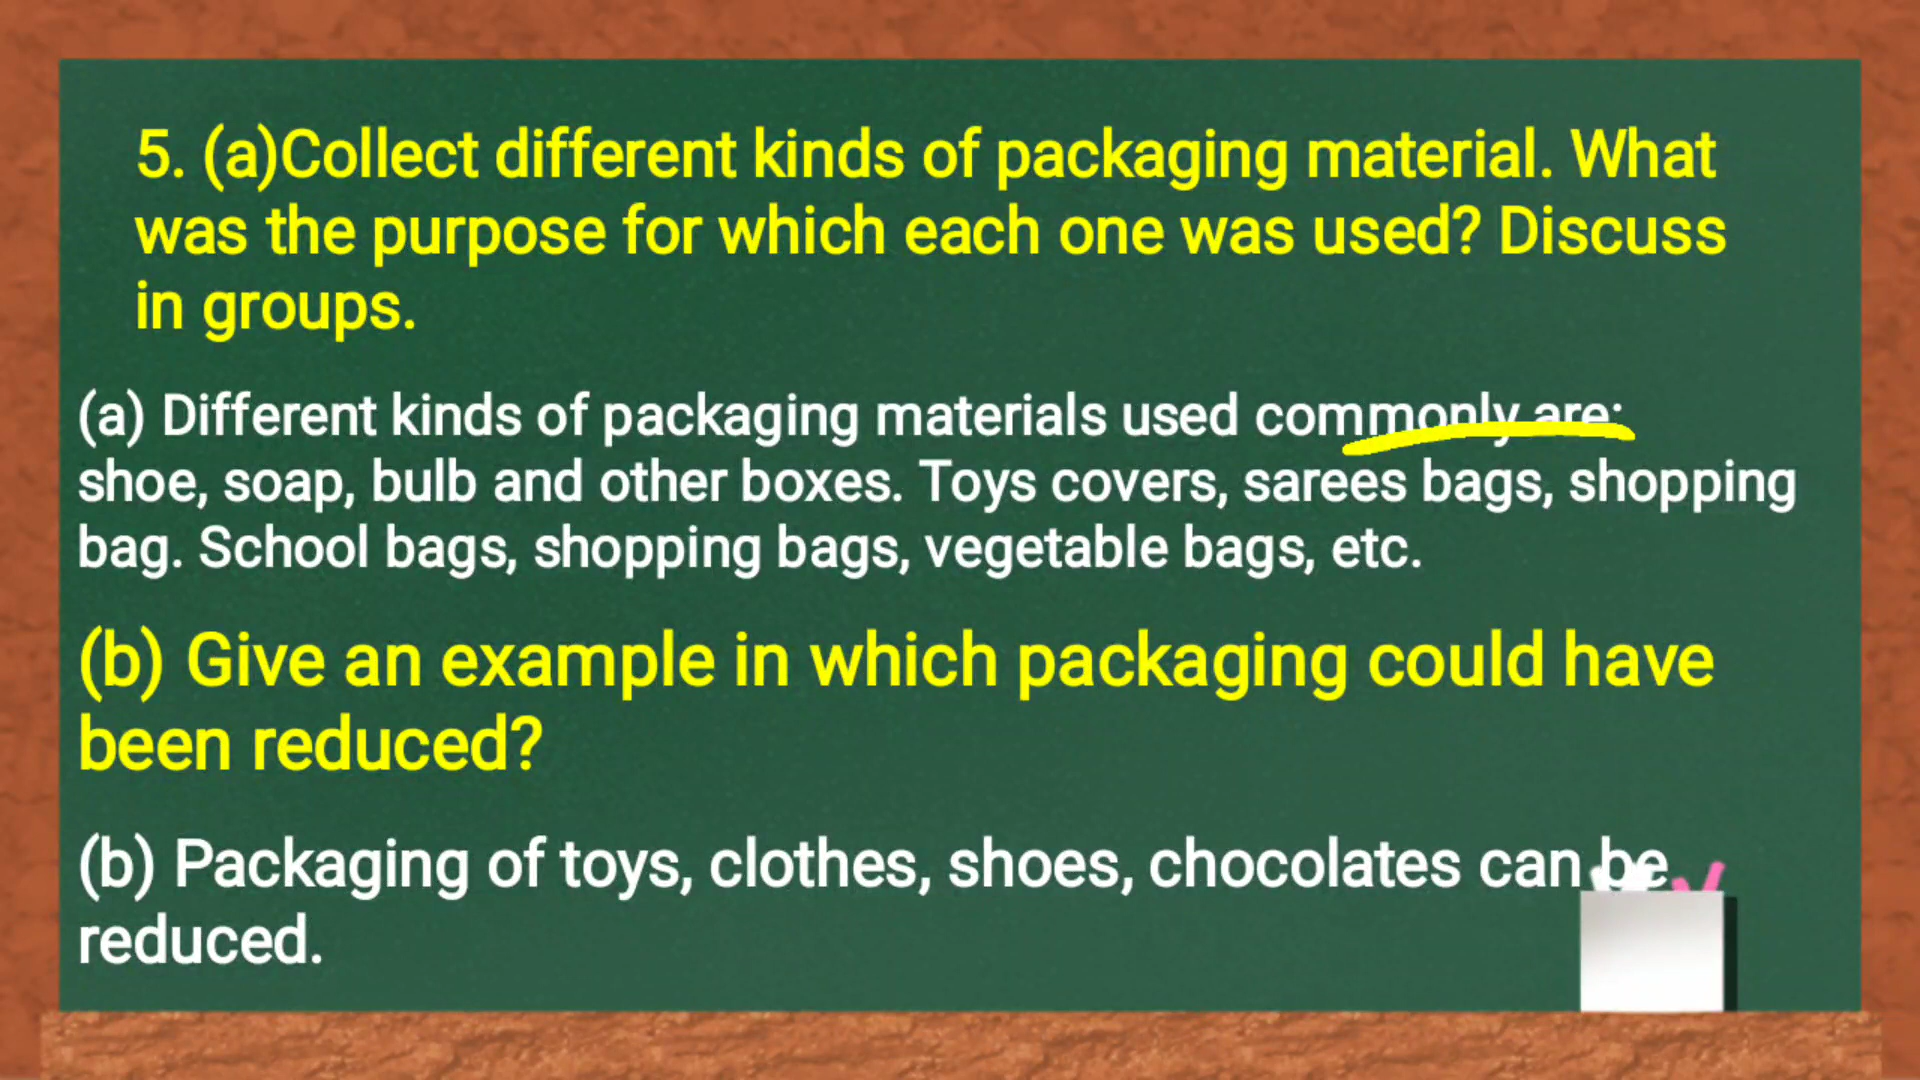 5. (a)Collect different kinds of packaging material. What
was the purpose for which each one was used? Discuss
in groups.
(a) Different kinds of packaging materials used commonly are:
shoe, soap, bulb and other boxes. Toys covers, sarees bags, shopping
bag. School bags, shopping bags, vegetable bags, etc.
(b) Give an example in which packaging could have
been reduced?
(b) Packaging of toys, clothes, shoes, chocolates can be
reduced.